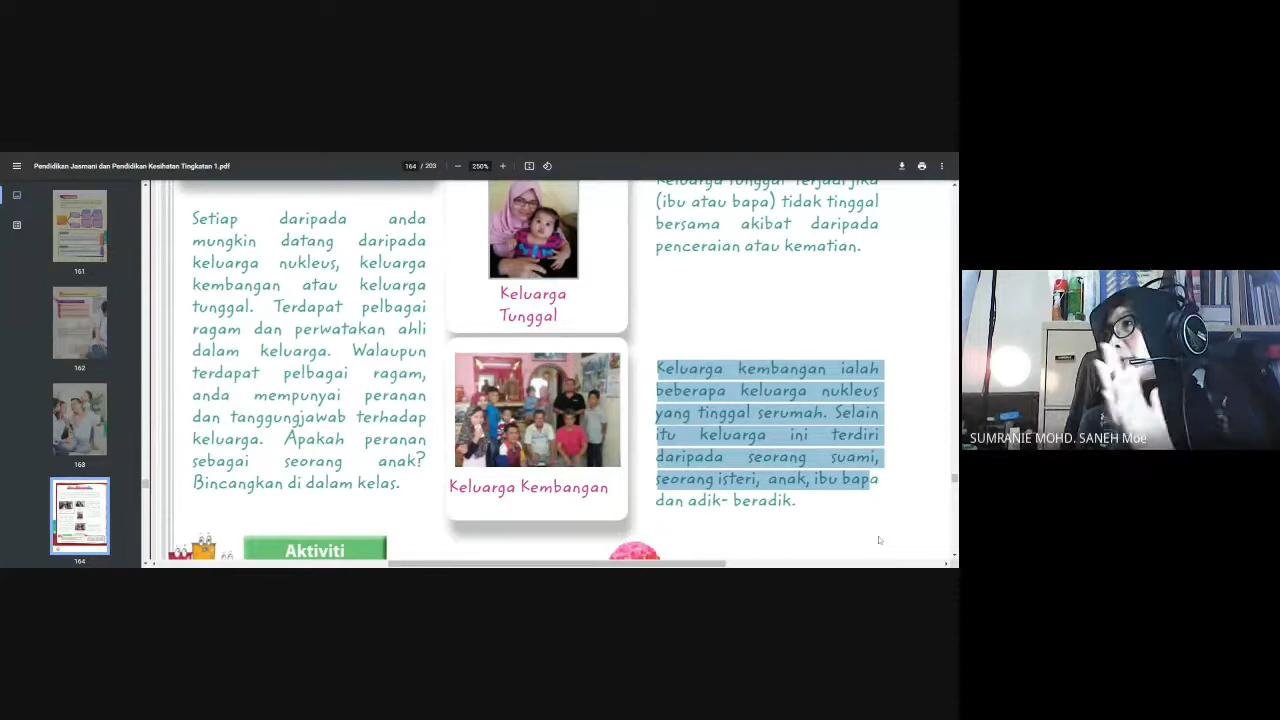 Pendidikan Jasmani dan Pendidikan Kesihatan Tingkatan 1.pdf
164 / 203
250%
161
162
163
164
Setiap daripada anda
mungkin datang daripada
keluarga nukleus, keluarga
kembangan atau keluarga
tunggal. Terdapat pelbagai
ragam dan perwatakan ahli
dalam keluarga. Walaupun
terdapat pelbagai ragam,
anda mempunyai peranan
dan tanggungjawab terhadap
keluarga. Apakah peranan
sebagai seorang anak?
Bincangkan di dalam kelas.
Aktiviti
Keluarga
Tunggal
Keluarga Kembangan
Keluarga tunggal terjadi jika
(ibu atau bapa) tidak tinggal
bersama akibat daripada
penceraian atau kematian.
Keluarga kembangan ialah
beberapa keluarga nukleus
yang tinggal serumah. Selain
itu keluarga ini terdiri
daripada seorang suami,
seorang isteri, anak, ibu bapa
dan adik- beradik.
SUMRANIE MOHD. SANEH Moe